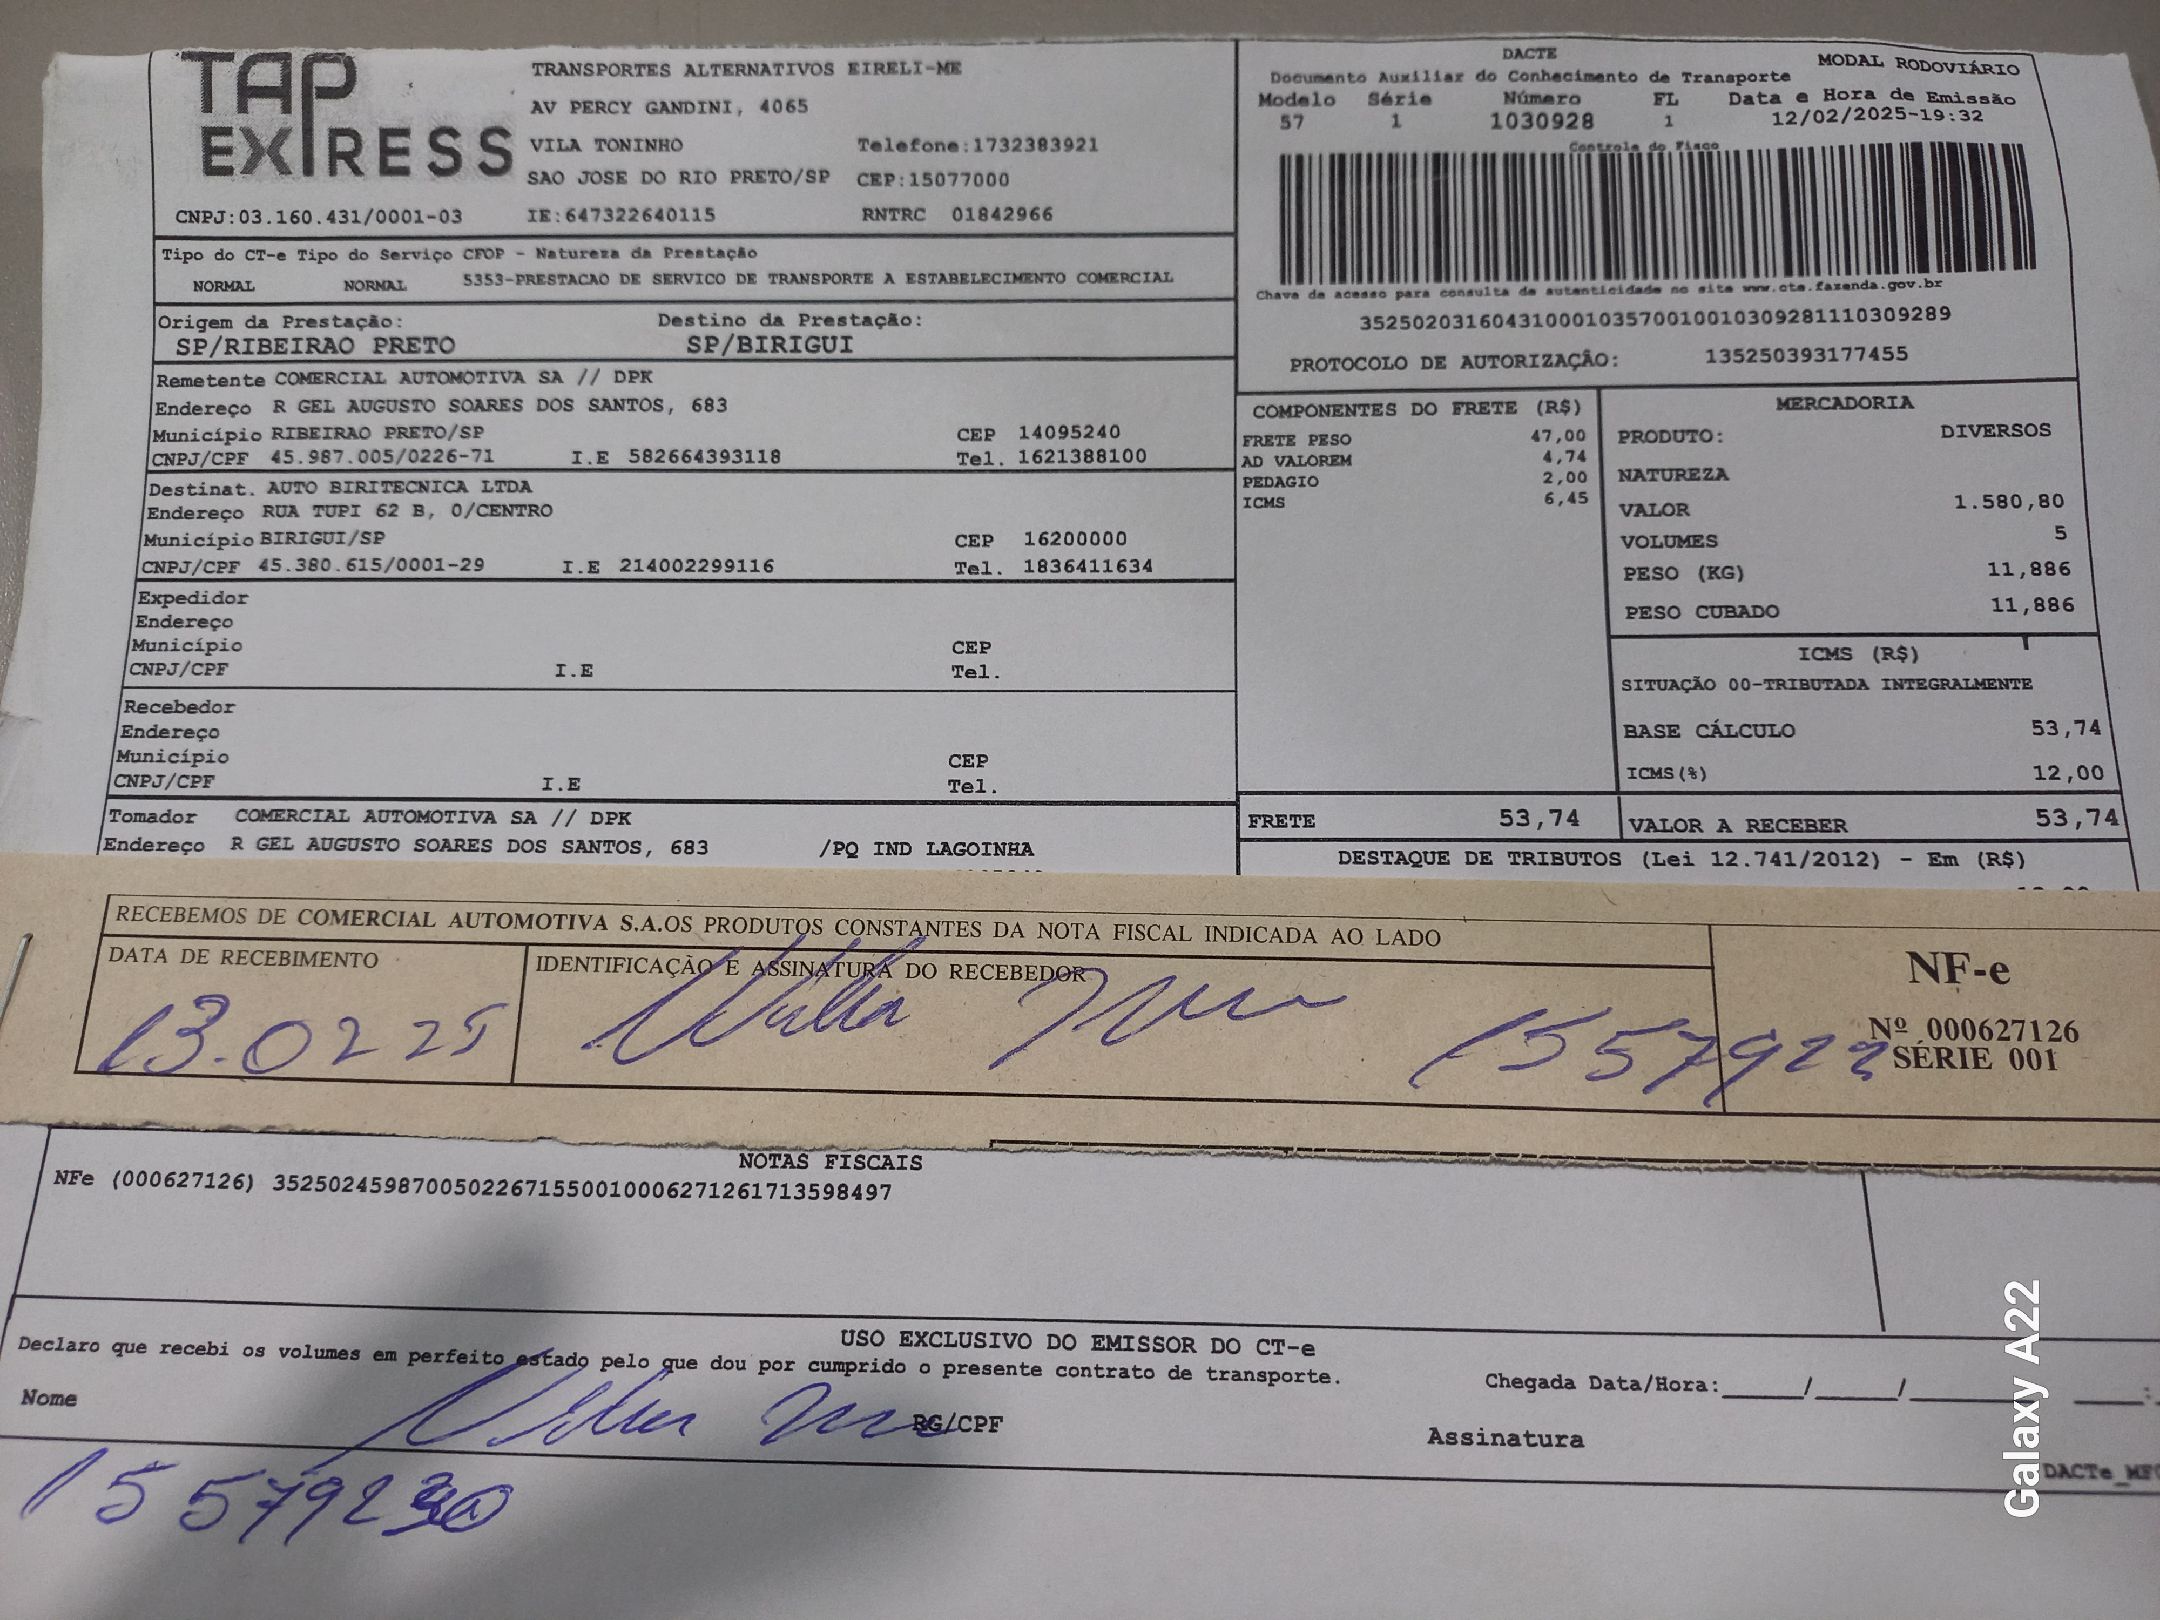 TAP EXPRESS
TRANSPORTES ALTERNATIVOS EIRELI-ME
AV PERCY GANDINI, 4065
VILA TONINHO Telefone:1732383921
SAO JOSE DO RIO PRETO/SP CEP:15077000
CNPJ:03.160.431/0001-03 IE:647322640115 RNTRC 01842966
DACTE MODAL RODOVIÁRIO
Documento Auxiliar do Conhecimento de Transporte
Modelo Série Número FL Data e Hora de Emissão
57 1 1030928 1 12/02/2025-19:32
Controle do Fisco
Chave de acesso para consulta de autenticidade no site www.cte.fazenda.gov.br
35250203160431000103570010010309281110309289
PROTOCOLO DE AUTORIZAÇÃO: 135250393177455
Tipo do CT-e Tipo do Serviço CFOP - Natureza da Prestação
NORMAL NORMAL 5353-PRESTACAO DE SERVICO DE TRANSPORTE A ESTABELECIMENTO COMERCIAL
Origem da Prestação: Destino da Prestação:
SP/RIBEIRAO PRETO SP/BIRIGUI
Remetente COMERCIAL AUTOMOTIVA SA // DPK
Endereço R GEL AUGUSTO SOARES DOS SANTOS, 683
Município RIBEIRAO PRETO/SP CEP 14095240
CNPJ/CPF 45.987.005/0226-71 I.E 582664393118 Tel. 1621388100
Destinat. AUTO BIRITECNICA LTDA
Endereço RUA TUPI 62 B, 0/CENTRO
Município BIRIGUI/SP CEP 16200000
CNPJ/CPF 45.380.615/0001-29 I.E 214002299116 Tel. 1836411634
Expedidor
Endereço
Município CEP
CNPJ/CPF I.E Tel.
Recebedor
Endereço
Município CEP
CNPJ/CPF I.E Tel.
Tomador COMERCIAL AUTOMOTIVA SA // DPK
Endereço R GEL AUGUSTO SOARES DOS SANTOS, 683 /PQ IND LAGOINHA
COMPONENTES DO FRETE (R$)
FRETE PESO 47,00
AD VALOREM 4,74
PEDAGIO 2,00
ICMS 6,45
MERCADORIA
PRODUTO: DIVERSOS
NATUREZA
VALOR 1.580,80
VOLUMES 5
PESO (KG) 11,886
PESO CUBADO 11,886
ICMS (R$)
SITUAÇÃO 00-TRIBUTADA INTEGRALMENTE
BASE CÁLCULO 53,74
ICMS(%) 12,00
FRETE 53,74 VALOR A RECEBER 53,74
DESTAQUE DE TRIBUTOS (Lei 12.741/2012) - Em (R$)
RECEBEMOS DE COMERCIAL AUTOMOTIVA S.A.OS PRODUTOS CONSTANTES DA NOTA FISCAL INDICADA AO LADO
DATA DE RECEBIMENTO IDENTIFICAÇÃO E ASSINATURA DO RECEBEDOR
13.02 25
NF-e
Nº 000627126
SÉRIE 001
NOTAS FISCAIS
NFe (000627126) 35250245987005022671550010006271261713598497
USO EXCLUSIVO DO EMISSOR DO CT-e
Declaro que recebi os volumes em perfeito estado pelo que dou por cumprido o presente contrato de transporte.
Nome RG/CPF
Chegada Data/Hora:_____/_____/_____ ____:
Assinatura
Galaxy A22